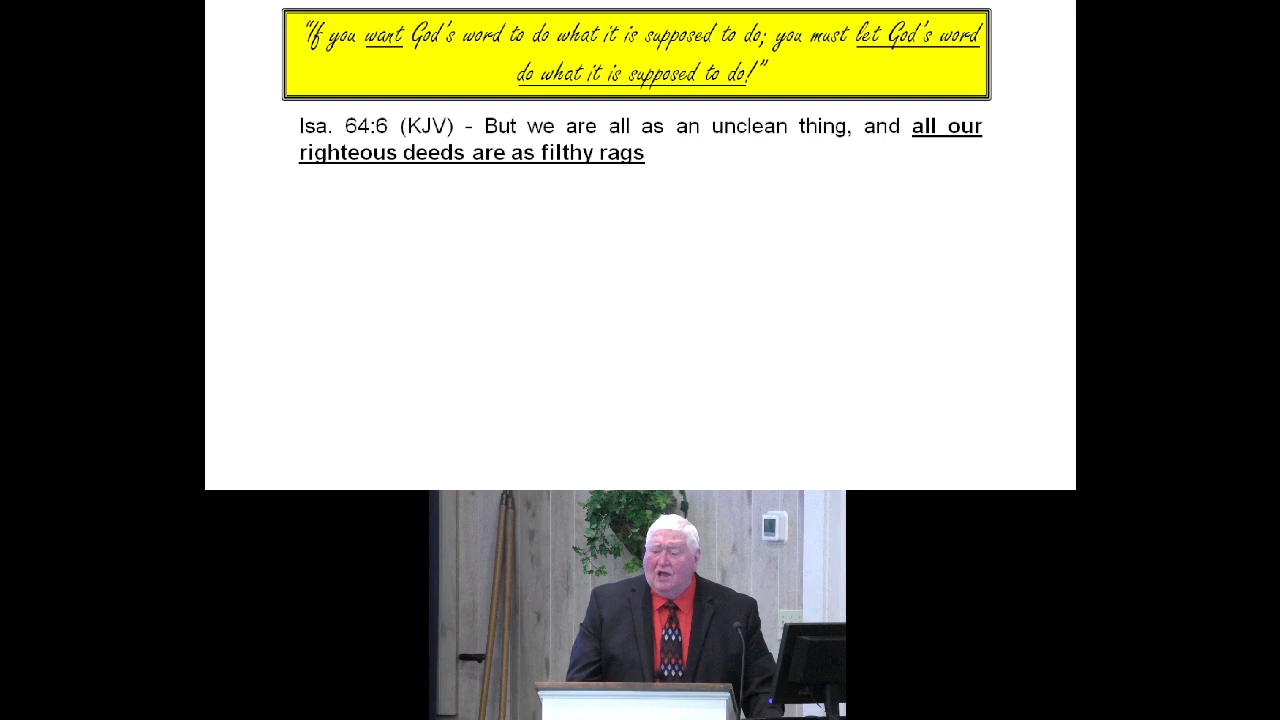 “If you want God's word to do what it is supposed to do; you must let God's word
do what it is supposed to do!”
Isa. 64:6 (KJV) - But we are all as an unclean thing, and all our
righteous deeds are as filthy rags